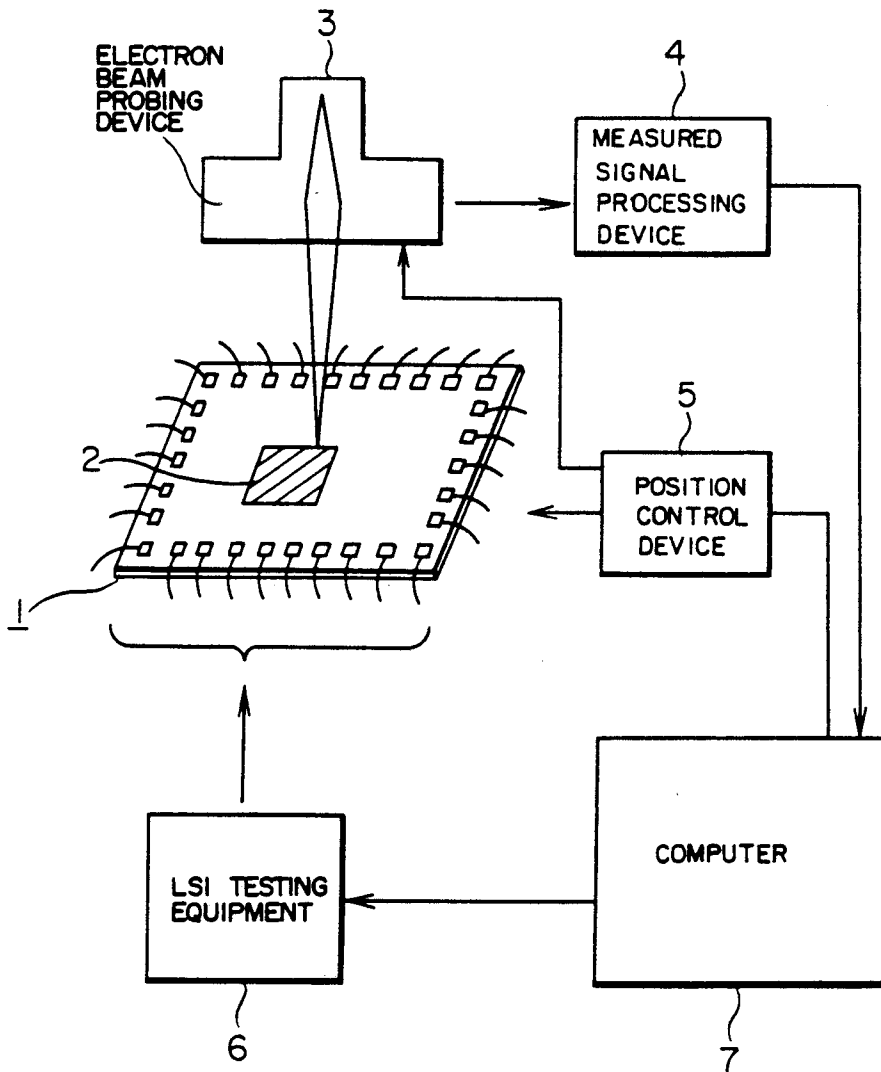 3
ELECTRON
BEAM
PROBING
DEVICE
4
MEASURED
SIGNAL
PROCESSING
DEVICE
5
POSITION
CONTROL
DEVICE
2
1
COMPUTER
LSI TESTING
EQUIPMENT
6
7